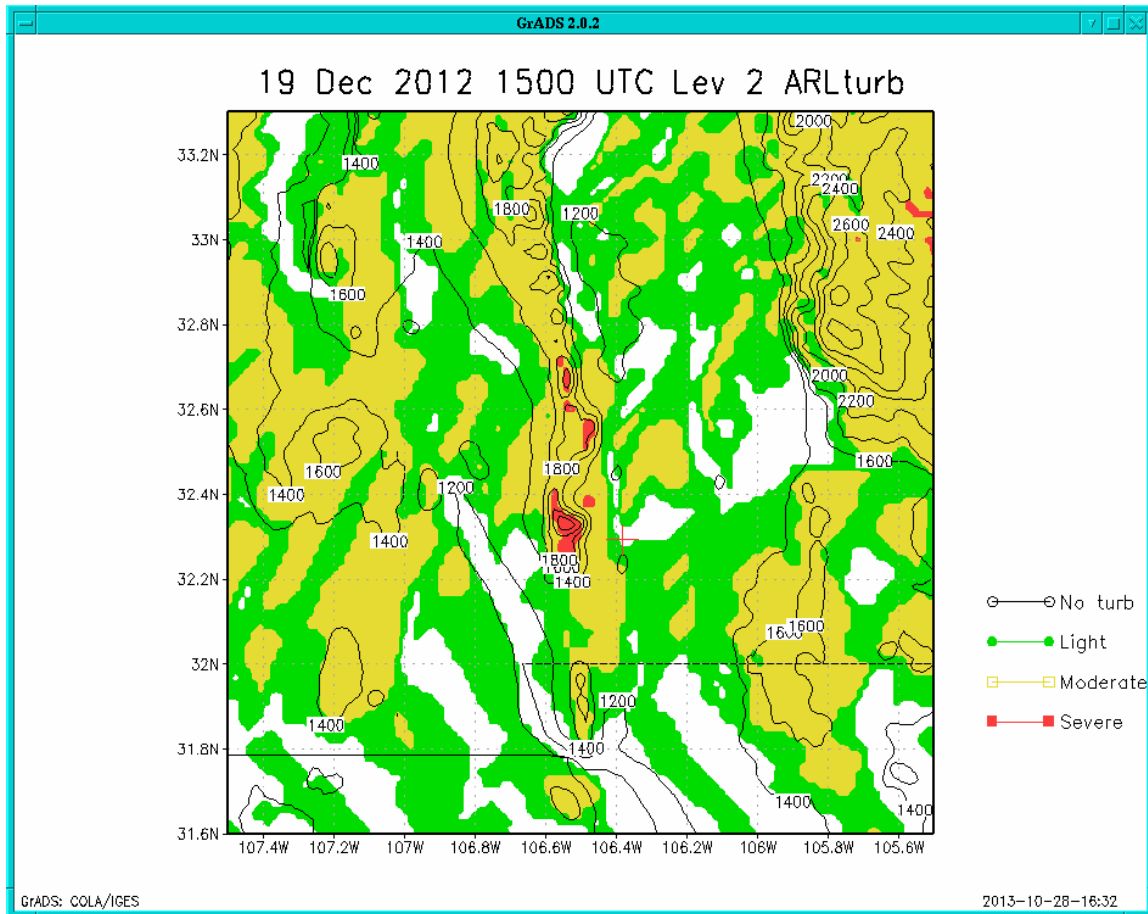 GrADS 2.0.2
19 Dec 2012 1500 UTC Lev 2 ARLturb
2000
33.2N
1400
2200
2400
1800
1200
33N
1400
2600
2400
1600
32.8N
2000
32.6N
2200
1800
1600
1600
1400
1200
32.4N
1400
1800
32.2N
1400
1600
1600
No turb
Light
32N
Moderate
1200
1400
Severe
31.8N
1400
1400
1400
31.6N
107.4W 107.2W 107W 106.8W 106.6W 106.4W 106.2W 106W 105.8W 105.6W
GrADS: COLA/IGES
2013-10-28-16:32